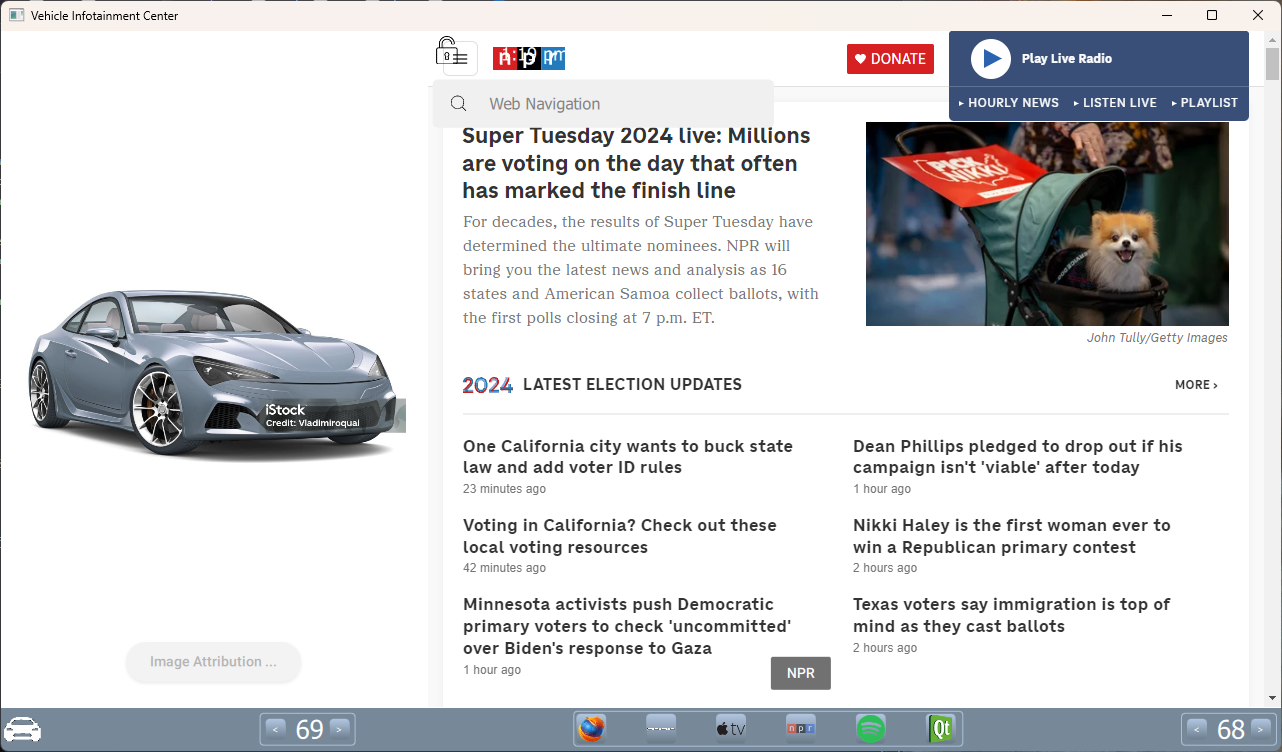 Vehicle Infotainment Center
npr
DONATE
Play Live Radio
HOURLY NEWS
LISTEN LIVE
PLAYLIST
Web Navigation
Super Tuesday 2024 live: Millions
are voting on the day that often
has marked the finish line
For decades, the results of Super Tuesday have
determined the ultimate nominees. NPR will
bring you the latest news and analysis as 16
states and American Samoa collect ballots, with
the first polls closing at 7 p.m. ET.
PICK
NIKKI
John Tully/Getty Images
2024 LATEST ELECTION UPDATES
MORE ›
One California city wants to buck state
law and add voter ID rules
23 minutes ago
Dean Phillips pledged to drop out if his
campaign isn't 'viable' after today
1 hour ago
Voting in California? Check out these
local voting resources
42 minutes ago
Nikki Haley is the first woman ever to
win a Republican primary contest
2 hours ago
Minnesota activists push Democratic
primary voters to check 'uncommitted'
over Biden's response to Gaza
1 hour ago
Texas voters say immigration is top of
mind as they cast ballots
2 hours ago
NPR
iStock
Credit: Vladimiroquai
Image Attribution ...
< 69 >
tv
npr
Qt
< 68 >